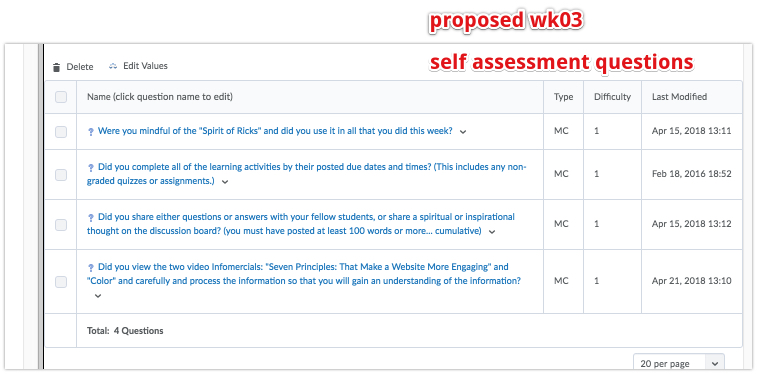 proposed wk03
self assessment questions
Delete Edit Values
Name (click question name to edit) Type Difficulty Last Modified
Were you mindful of the "Spirit of Ricks" and did you use it in all that you did this week? MC 1 Apr 15, 2018 13:11
Did you complete all of the learning activities by their posted due dates and times? (This includes any non-
graded quizzes or assignments.) MC 1 Feb 18, 2016 18:52
Did you share either questions or answers with your fellow students, or share a spiritual or inspirational
thought on the discussion board? (you must have posted at least 100 words or more... cumulative) MC 1 Apr 15, 2018 13:12
Did you view the two video Infomercials: "Seven Principles: That Make a Website More Engaging" and
"Color" and carefully and process the information so that you will gain an understanding of the information? MC 1 Apr 21, 2018 13:10
Total: 4 Questions
20 per page